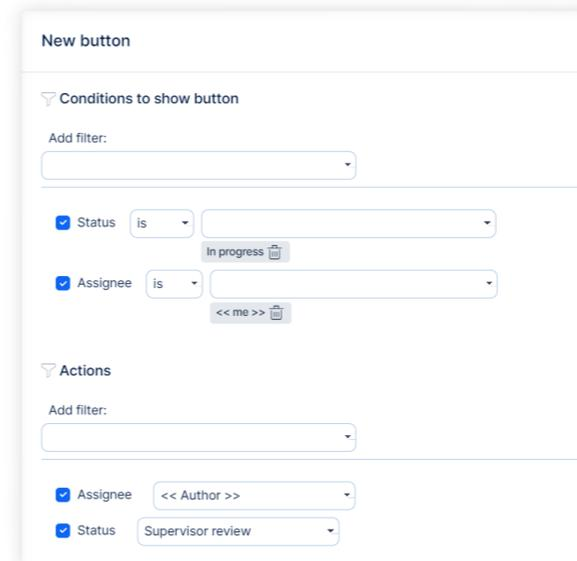 New button
Conditions to show button
Add filter:
Status is
In progress
Assignee is
<< me >>
Actions
Add filter:
Assignee << Author >>
Status Supervisor review